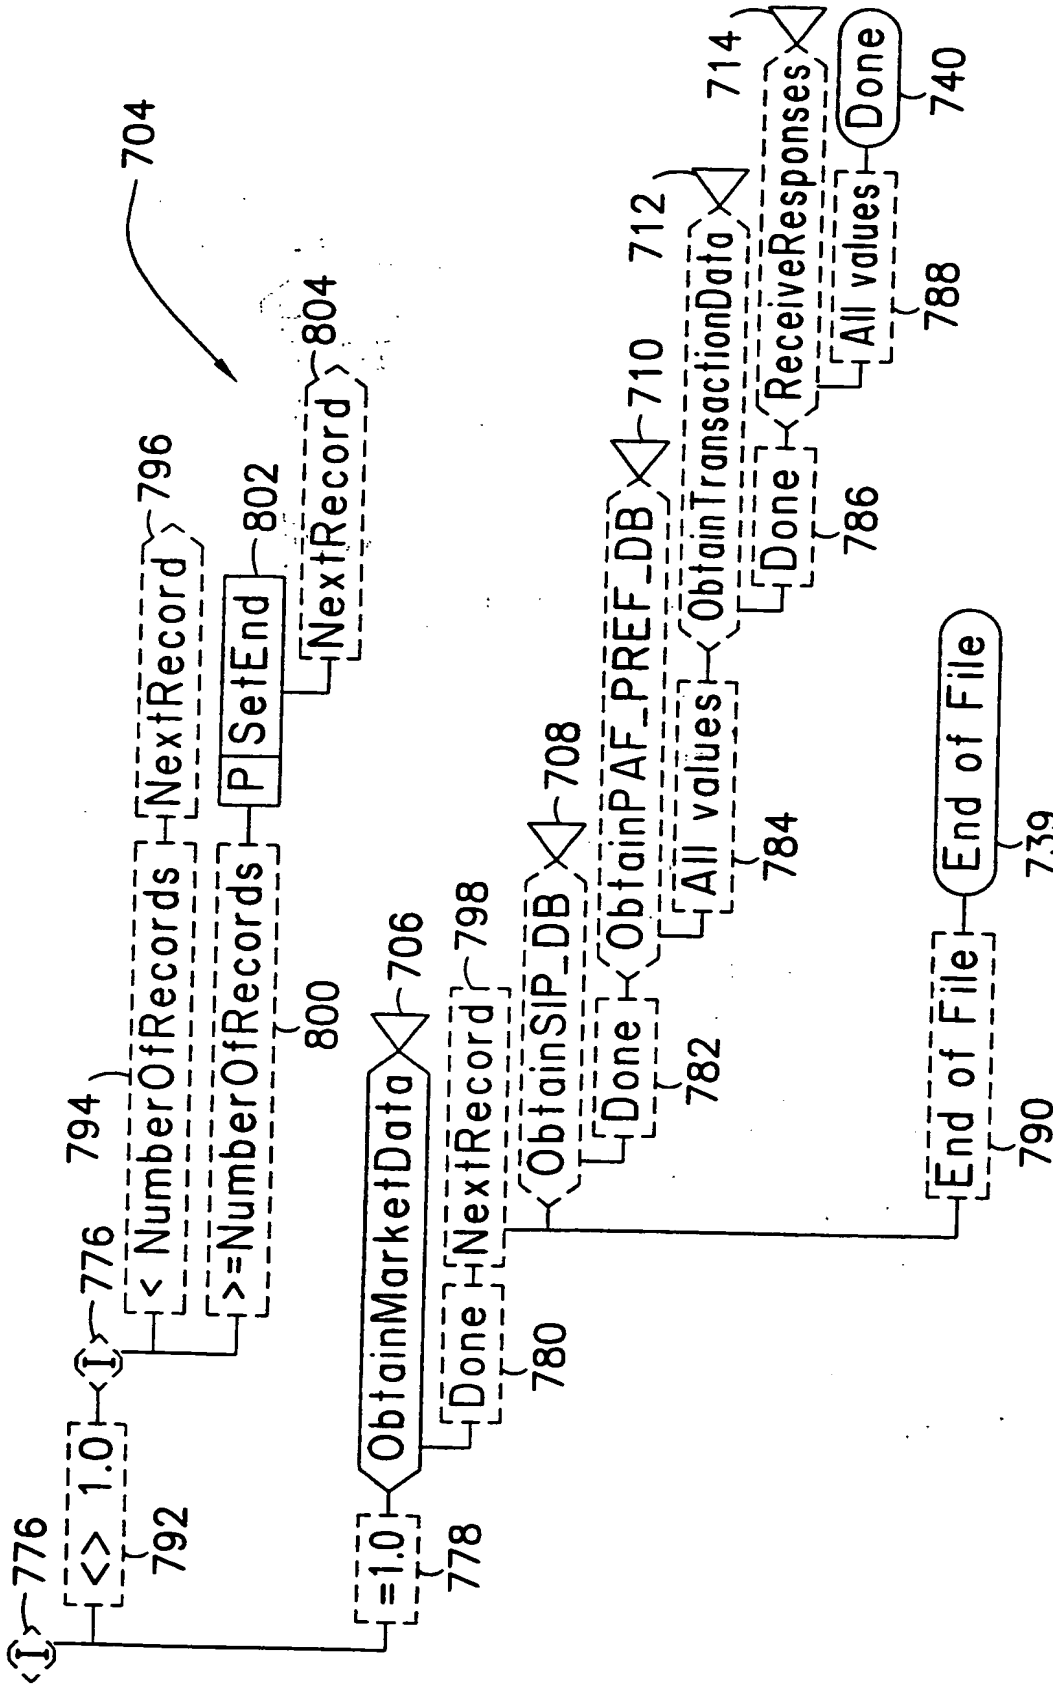 776
<I>
<> 1.0
792
<I>
776
794
< NumberOfRecords
NextRecord
796
704
>=NumberOfRecords
800
P SetEnd
802
NextRecord
804
=1.0
778
ObtainMarketData
706
Done
780
NextRecord
798
ObtainSIP_DB
708
Done
782
ObtainPAF_PREF_DB
710
All values
784
ObtainTransactionData
712
Done
786
ReceiveResponses
714
All values
788
Done
740
End of File
790
End of File
739